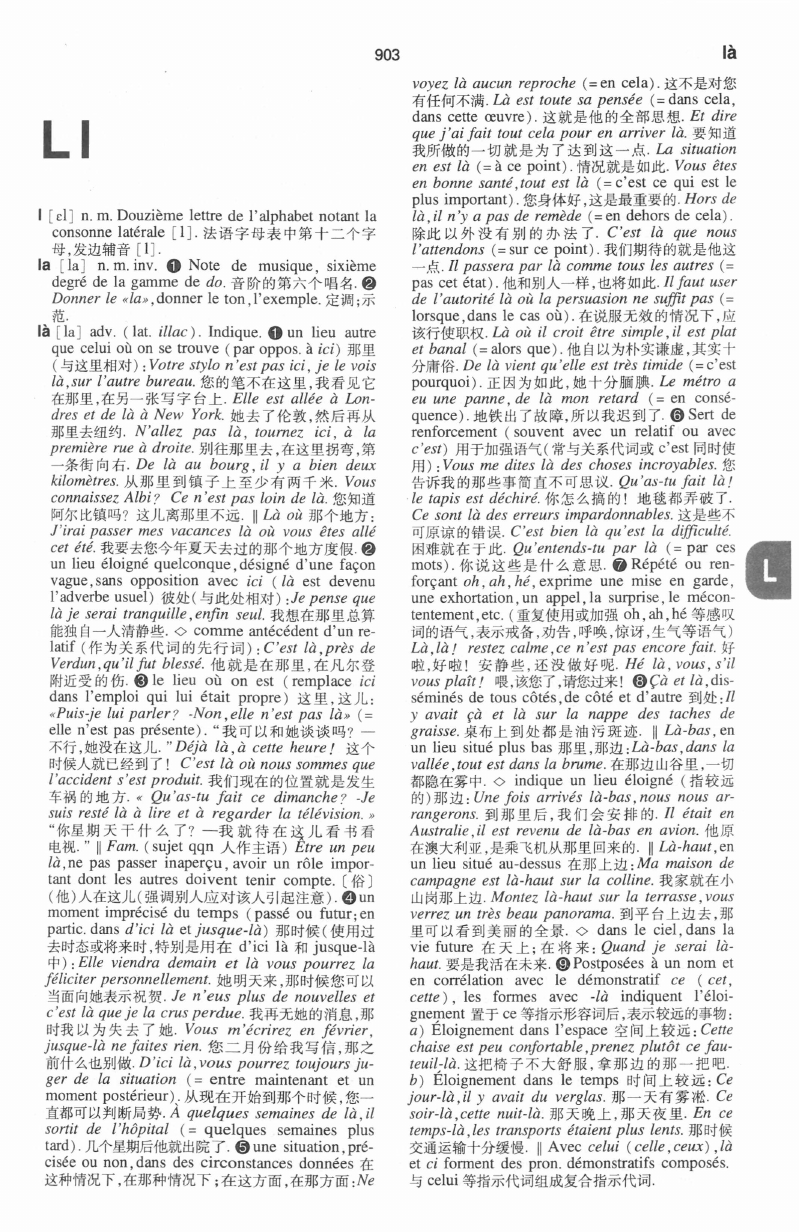 903
là
L l
l [ɛl] n. m. Douzième lettre de l'alphabet notant la
consonne latérale [l]. 法语字母表中第十二个字
母,发边辅音 [l].
la [la] n. m. inv. ❶ Note de musique, sixième
degré de la gamme de do. 音阶的第六个唱名. ❷
Donner le «la», donner le ton, l'exemple. 定调;示
范.
là [la] adv. (lat. illac). Indique. ❶ un lieu autre
que celui où on se trouve (par oppos. à ici) 那里
(与这里相对):Votre stylo n'est pas ici, je le vois
là, sur l'autre bureau. 您的笔不在这里,我看见它
在那里,在另一张写字台上. Elle est allée à Lon-
dres et de là à New York. 她去了伦敦,然后再从
那里去纽约. N'allez pas là, tournez ici, à la
première rue à droite. 别往那里去,在这里拐弯,第
一条街向右. De là au bourg, il y a bien deux
kilomètres. 从那里到镇子上至少有两千米. Vous
connaissez Albi? Ce n'est pas loin de là. 您知道
阿尔比镇吗? 这儿离那里不远. ‖ Là où 那个地方:
J'irai passer mes vacances là où vous êtes allé
cet été. 我要去您今年夏天去过的那个地方度假. ❷
un lieu éloigné quelconque, désigné d'une façon
vague, sans opposition avec ici (là est devenu
l'adverbe usuel) 彼处(与此处相对):Je pense que
là je serai tranquille, enfin seul. 我想在那里总算
能独自一人清静些. ◇ comme antécédent d'un re-
latif (作为关系代词的先行词):C'est là, près de
Verdun, qu'il fut blessé. 他就是在那里,在凡尔登
附近受的伤. ❸ le lieu où on est (remplace ici
dans l'emploi qui lui était propre) 这里,这儿:
«Puis-je lui parler? -Non, elle n'est pas là» (=
elle n'est pas présente). “我可以和她谈谈吗? —
不行,她没在这儿.” Déjà là, à cette heure! 这个
时候人就已经到了! C'est là où nous sommes que
l'accident s'est produit. 我们现在的位置就是发生
车祸的地方. « Qu'as-tu fait ce dimanche? -Je
suis resté là à lire et à regarder la télévision. »
“你星期天干什么了? —我就待在这儿看书看
电视.” ‖ Fam. (sujet qqn 人作主语) Être un peu
là, ne pas passer inaperçu, avoir un rôle impor-
tant dont les autres doivent tenir compte. 〔俗〕
(他)人在这儿(强调别人应对该人引起注意). ❹ un
moment imprécisé du temps (passé ou futur; en
partic. dans d'ici là et jusque-là) 那时候(使用过
去时态或将来时,特别是用在 d'ici là 和 jusque-là
中):Elle viendra demain et là vous pourrez la
féliciter personnellement. 她明天来,那时候您可以
当面向她表示祝贺. Je n'eus plus de nouvelles et
c'est là que je la crus perdue. 我再无她的消息,那
时我以为失去了她. Vous m'écrirez en février,
jusque-là ne faites rien. 您二月份给我写信,那之
前什么也别做. D'ici là, vous pourrez toujours ju-
ger de la situation (= entre maintenant et un
moment postérieur). 从现在开始到那个时候,您一
直都可以判断局势. À quelques semaines de là, il
sortit de l'hôpital (= quelques semaines plus
tard). 几个星期后他就出院了. ❺ une situation, pré-
cisée ou non, dans des circonstances données 在
这种情况下,在那种情况下;在这方面,在那方面:Ne
voyez là aucun reproche (= en cela). 这不是对您
有任何不满. Là est toute sa pensée (= dans cela,
dans cette œuvre). 这就是他的全部思想. Et dire
que j'ai fait tout cela pour en arriver là. 要知道
我所做的一切就是为了达到这一点. La situation
en est là (= à ce point). 情况就是如此. Vous êtes
en bonne santé, tout est là (= c'est ce qui est le
plus important). 您身体好,这是最重要的. Hors de
là, il n'y a pas de remède (= en dehors de cela).
除此以外没有别的办法了. C'est là que nous
l'attendons (= sur ce point). 我们期待的就是他这
一点. Il passera par là comme tous les autres (=
pas cet état). 他和别人一样,也将如此. Il faut user
de l'autorité là où la persuasion ne suffit pas (=
lorsque, dans le cas où). 在说服无效的情况下,应
该行使职权. Là où il croit être simple, il est plat
et banal (= alors que). 他自以为朴实谦虚,其实十
分庸俗. De là vient qu'elle est très timide (= c'est
pourquoi). 正因为如此,她十分腼腆. Le métro a
eu une panne, de là mon retard (= en consé-
quence). 地铁出了故障,所以我迟到了. ❻ Sert de
renforcement (souvent avec un relatif ou avec
c'est) 用于加强语气(常与关系代词或 c'est 同时使
用):Vous me dites là des choses incroyables. 您
告诉我的那些事简直不可思议. Qu'as-tu fait là!
le tapis est déchiré. 你怎么搞的! 地毯都弄破了.
Ce sont là des erreurs impardonnables. 这是些不
可原谅的错误. C'est bien là qu'est la difficulté.
困难就在于此. Qu'entends-tu par là (= par ces
mots). 你说这些是什么意思. ❼ Répété ou ren-
forçant oh, ah, hé, exprime une mise en garde,
une exhortation, un appel, la surprise, le mécon-
tentement, etc. (重复使用或加强 oh, ah, hé 等感叹
词的语气,表示戒备,劝告,呼唤,惊讶,生气等语气)
Là, là! restez calme, ce n'est pas encore fait. 好
啦,好啦! 安静些,还没做好呢. Hé là, vous, s'il
vous plaît! 喂,该您了,请您过来! ❽ Çà et là, dis-
séminés de tous côtés, de côté et d'autre 到处:Il
y avait çà et là sur la nappe des taches de
graisse. 桌布上到处都是油污斑迹. ‖ Là-bas, en
un lieu situé plus bas 那里,那边:Là-bas, dans la
vallée, tout est dans la brume. 在那边山谷里,一切
都隐在雾中. ◇ indique un lieu éloigné (指较远
的)那边:Une fois arrivés là-bas, nous nous ar-
rangerons. 到那里后,我们会安排的. Il était en
Australie, il est revenu de là-bas en avion. 他原
在澳大利亚,是乘飞机从那里回来的. ‖ Là-haut, en
un lieu situé au-dessus 在那上边:Ma maison de
campagne est là-haut sur la colline. 我家就在小
山岗那上边. Montez là-haut sur la terrasse, vous
verrez un très beau panorama. 到平台上边去,那
里可以看到美丽的全景. ◇ dans le ciel, dans la
vie future 在天上;在将来:Quand je serai là-
haut. 要是我活在未来. ❾ Postposées à un nom et
en corrélation avec le démonstratif ce (cet,
cette), les formes avec -là indiquent l'éloi-
gnement 置于 ce 等指示形容词后,表示较远的事物:
a) Éloignement dans l'espace 空间上较远:Cette
chaise est peu confortable, prenez plutôt ce fau-
teuil-là. 这把椅子不大舒服,拿那边的那一把吧.
b) Éloignement dans le temps 时间上较远:Ce
jour-là, il y avait du verglas. 那一天有雾凇. Ce
soir-là, cette nuit-là. 那天晚上,那天夜里. En ce
temps-là, les transports étaient plus lents. 那时候
交通运输十分缓慢. ‖ Avec celui (celle, ceux), là
et ci forment des pron. démonstratifs composés.
与 celui 等指示代词组成复合指示代词.
L